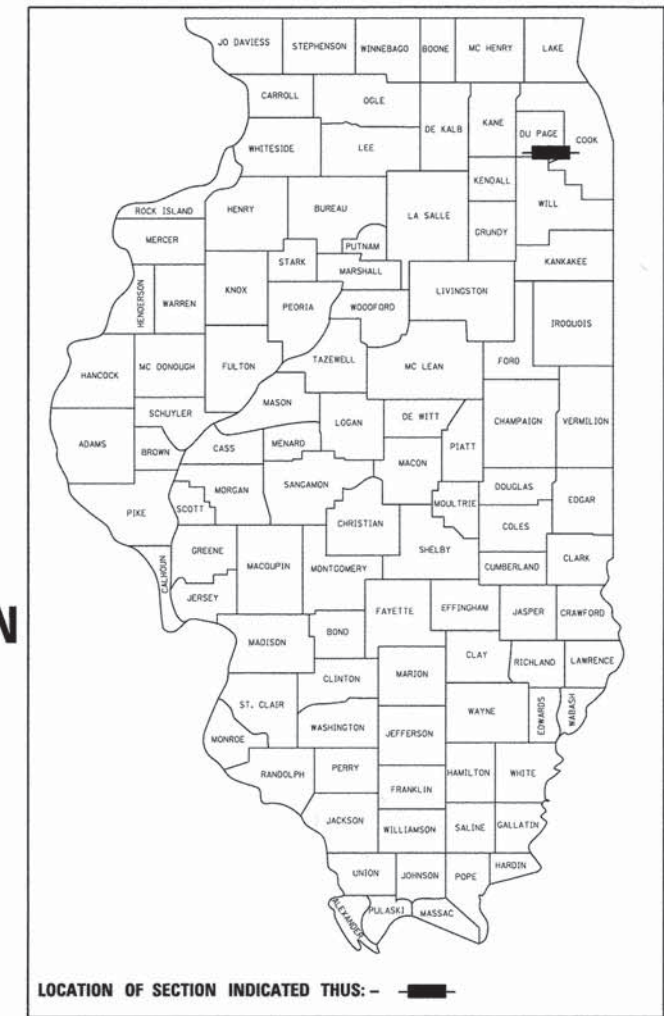 JO DAVIESS STEPHENSON WINNEBAGO BOONE MC HENRY LAKE
CARROLL OGLE DE KALB KANE DU PAGE COOK
WHITESIDE LEE
KENDALL WILL
ROCK ISLAND HENRY BUREAU LA SALLE GRUNDY
MERCER PUTNAM
STARK MARSHALL KANKAKEE
HENDERSON WARREN KNOX PEORIA WOODFORD LIVINGSTON IROQUOIS
HANCOCK MC DONOUGH FULTON TAZEWELL MC LEAN FORD
SCHUYLER MASON LOGAN DE WITT CHAMPAIGN VERMILION
ADAMS BROWN CASS MENARD MACON PIATT
PIKE SCOTT MORGAN SANGAMON CHRISTIAN MOULTRIE DOUGLAS EDGAR
COLES
CALHOUN GREENE MACOUPIN MONTGOMERY SHELBY CUMBERLAND CLARK
JERSEY FAYETTE EFFINGHAM JASPER CRAWFORD
N
MADISON BOND CLAY RICHLAND LAWRENCE
CLINTON MARION
ST. CLAIR WASHINGTON JEFFERSON WAYNE EDWARDS WABASH
MONROE
RANDOLPH PERRY FRANKLIN HAMILTON WHITE
JACKSON WILLIAMSON SALINE GALLATIN
UNION JOHNSON POPE HARDIN
ALEXANDER PULASKI MASSAC
LOCATION OF SECTION INDICATED THUS: -